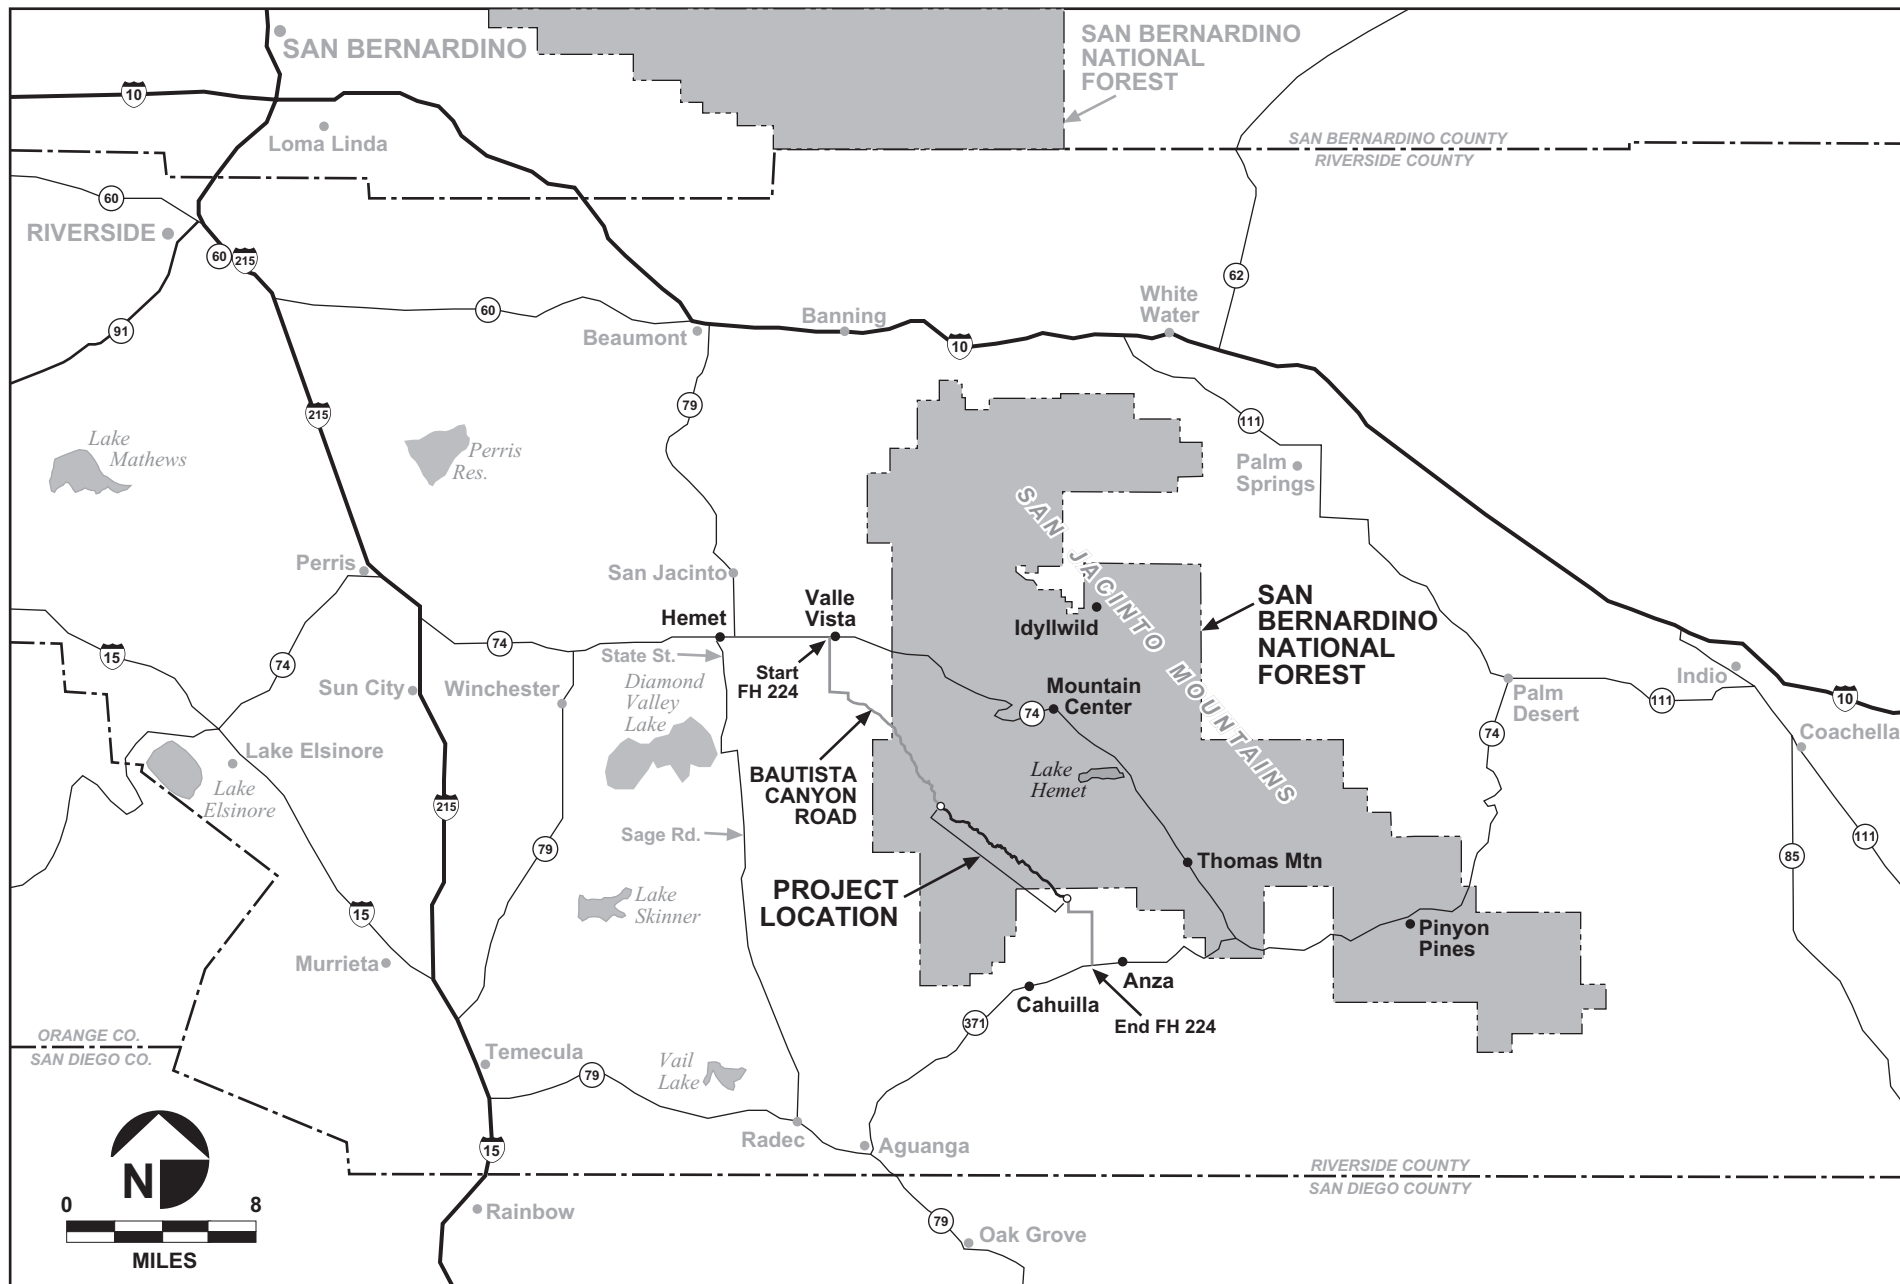 SAN BERNARDINO
SAN BERNARDINO
NATIONAL
FOREST
10
Loma Linda
SAN BERNARDINO COUNTY
RIVERSIDE COUNTY
60
RIVERSIDE
60
215
62
91
60
White
Water
Beaumont
Banning
10
79
215
111
Lake
Mathews
Perris
Res.
Palm
Springs
SAN JACINTO MOUNTAINS
Perris
San Jacinto
Valle
Vista
Hemet
Idyllwild
SAN
BERNARDINO
NATIONAL
FOREST
15
74
74
State St.
Start
FH 224
Sun City
Winchester
Diamond
Valley
Lake
Mountain
Center
74
Palm
Desert
111
Indio
10
74
Coachella
Lake Elsinore
Lake
Elsinore
BAUTISTA
CANYON
ROAD
Lake
Hemet
215
Sage Rd.
79
111
85
Thomas Mtn
PROJECT
LOCATION
Lake
Skinner
15
Pinyon
Pines
Murrieta
Anza
Cahuilla
371
End FH 224
ORANGE CO.
SAN DIEGO CO.
Temecula
79
Vail
Lake
Radec
Aguanga
15
RIVERSIDE COUNTY
SAN DIEGO COUNTY
N
0 8
MILES
Rainbow
79
Oak Grove